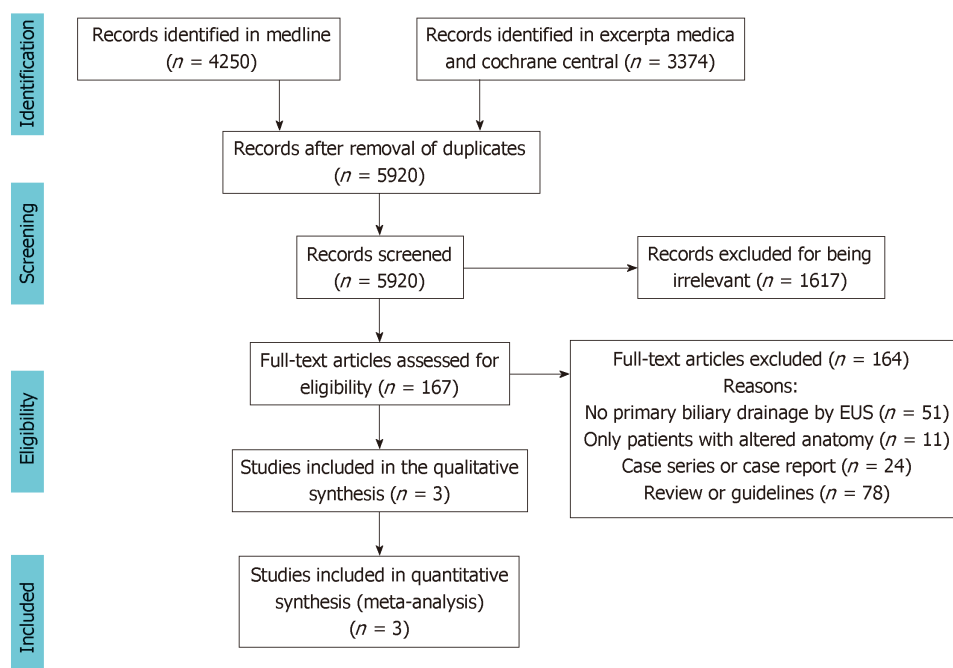 Identification
Records identified in medline
(n = 4250)
Records identified in excerpta medica
and cochrane central (n = 3374)
Records after removal of duplicates
(n = 5920)
Screening
Records screened
(n = 5920)
Records excluded for being
irrelevant (n = 1617)
Eligibility
Full-text articles assessed for
eligibility (n = 167)
Full-text articles excluded (n = 164)
Reasons:
No primary biliary drainage by EUS (n = 51)
Only patients with altered anatomy (n = 11)
Case series or case report (n = 24)
Review or guidelines (n = 78)
Studies included in the qualitative
synthesis (n = 3)
Included
Studies included in quantitative
synthesis (meta-analysis)
(n = 3)